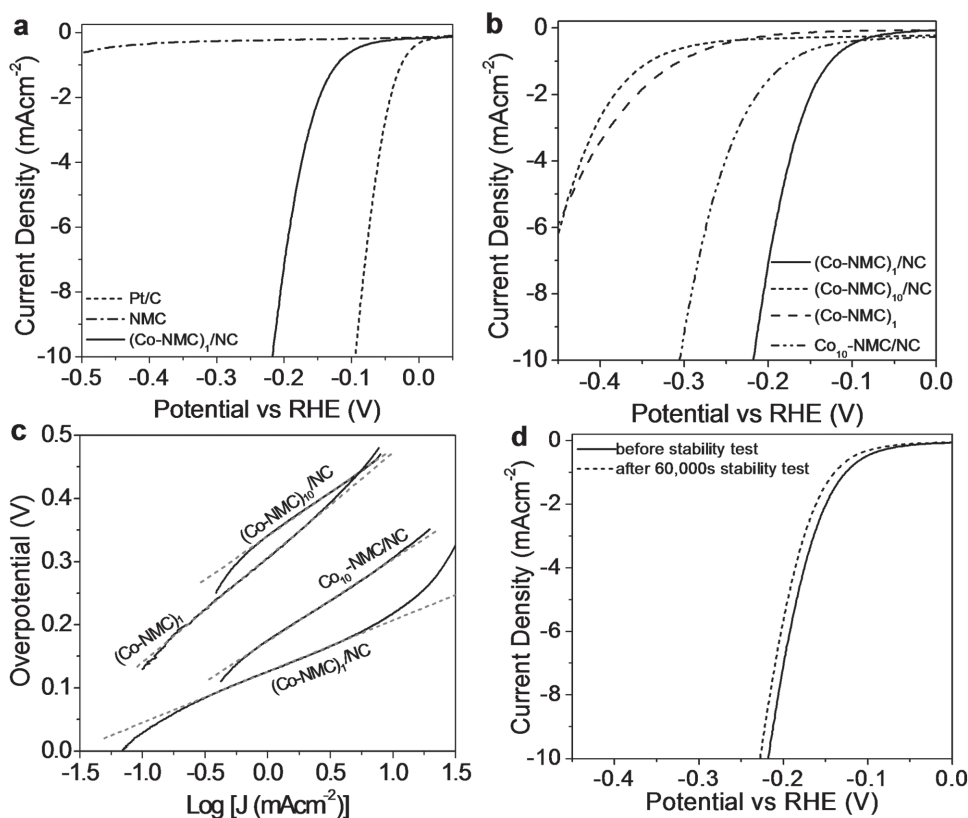 a
0
-2
-4
-6
-8
-10
Current Density (mAcm⁻²)
Pt/C
NMC
(Co-NMC)₁/NC
-0.5 -0.4 -0.3 -0.2 -0.1 0.0
Potential vs RHE (V)
b
0
-2
-4
-6
-8
-10
Current Density (mAcm⁻²)
(Co-NMC)₁/NC
(Co-NMC)₁₀/NC
(Co-NMC)₁
Co₁₀-NMC/NC
-0.4 -0.3 -0.2 -0.1 0.0
Potential vs RHE (V)
c
0.5
0.4
0.3
0.2
0.1
0.0
Overpotential (V)
(Co-NMC)₁₀/NC
(Co-NMC)₁
Co₁₀-NMC/NC
(Co-NMC)₁/NC
-1.5 -1.0 -0.5 0.0 0.5 1.0 1.5
Log [J (mAcm⁻²)]
d
0
-2
-4
-6
-8
-10
Current Density (mAcm⁻²)
before stability test
after 60,000s stability test
-0.4 -0.3 -0.2 -0.1 0.0
Potential vs RHE (V)